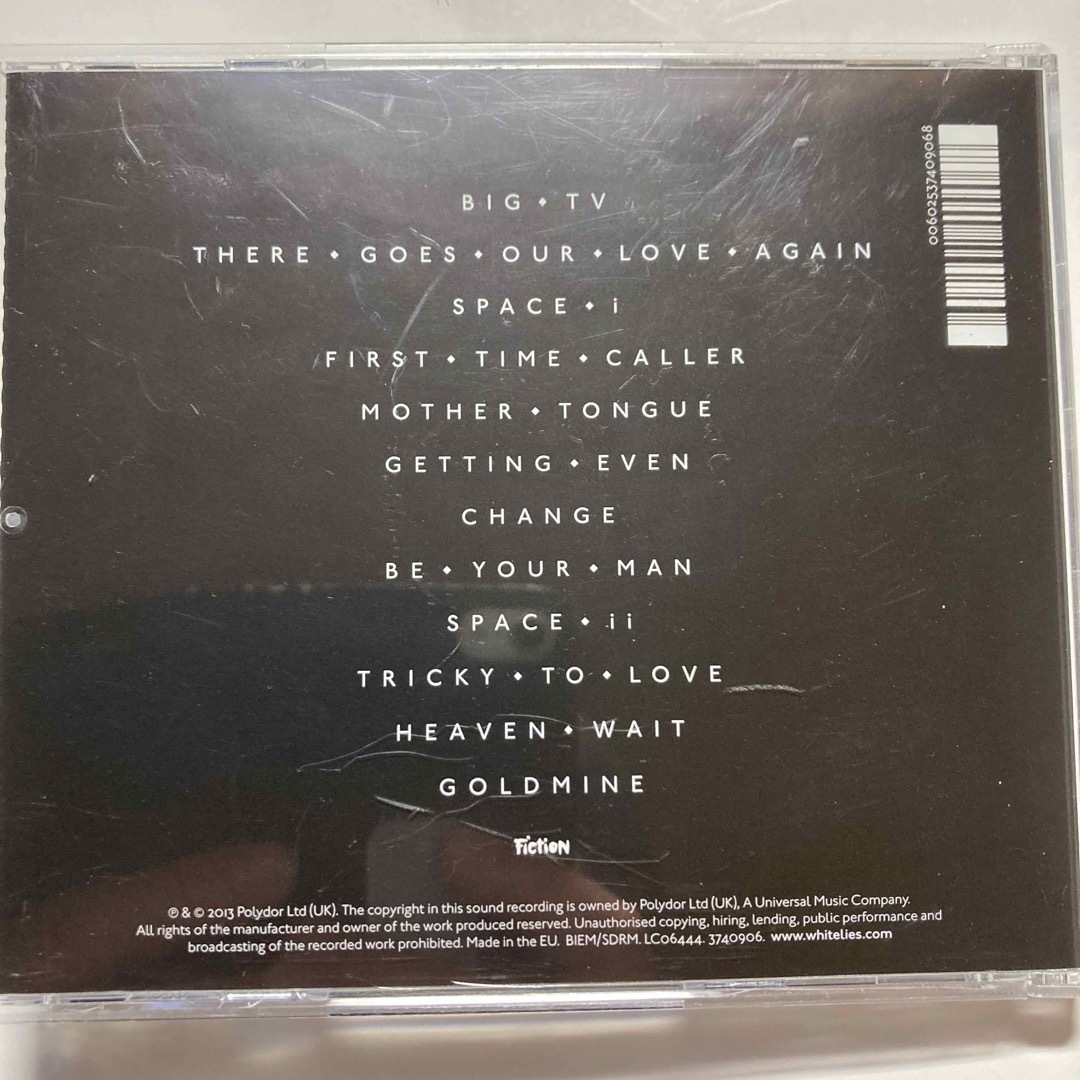 BIG ◆ TV
THERE ◆ GOES ◆ OUR ◆ LOVE ◆ AGAIN
SPACE ◆ i
FIRST ◆ TIME ◆ CALLER
MOTHER ◆ TONGUE
GETTING ◆ EVEN
CHANGE
BE ◆ YOUR ◆ MAN
SPACE ◆ ii
TRICKY ◆ TO ◆ LOVE
HEAVEN ◆ WAIT
GOLDMINE
Fiction
℗ & © 2013 Polydor Ltd (UK). The copyright in this sound recording is owned by Polydor Ltd (UK), A Universal Music Company.
All rights of the manufacturer and owner of the work produced reserved. Unauthorised copying, hiring, lending, public performance and
broadcasting of the recorded work prohibited. Made in the EU. BIEM/SDRM. LC06444. 3740906. www.whitelies.com
00602537409068